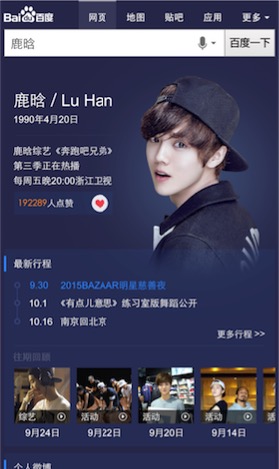 Bai百度 网页 地图 贴吧 应用 更多
鹿晗 百度一下
鹿晗 / Lu Han
1990年4月20日
鹿晗综艺《奔跑吧兄弟》
第三季正在热播
每周五晚20:00浙江卫视
192289人点赞
最新行程
9.30 2015BAZAAR明星慈善夜
10.1 《有点儿意思》练习室版舞蹈公开
10.16 南京回北京
更多行程>>
往期回顾
综艺 活动 活动 活动
9月24日 9月22日 9月20日 9月14日
个人微博